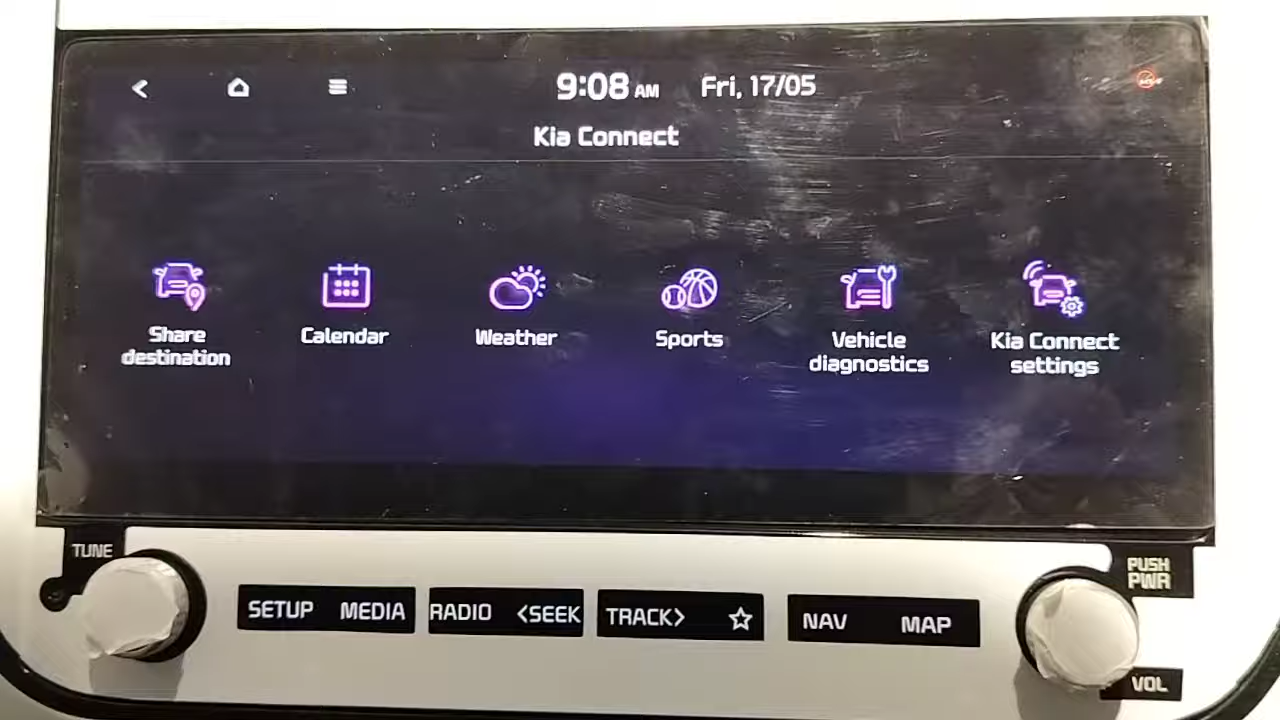 9:08 AM Fri, 17/05
Kia Connect
Share
destination
Calendar
Weather
Sports
Vehicle
diagnostics
Kia Connect
settings
TUNE
PUSH
PWR
SETUP MEDIA
RADIO <SEEK
TRACK>
NAV MAP
VOL